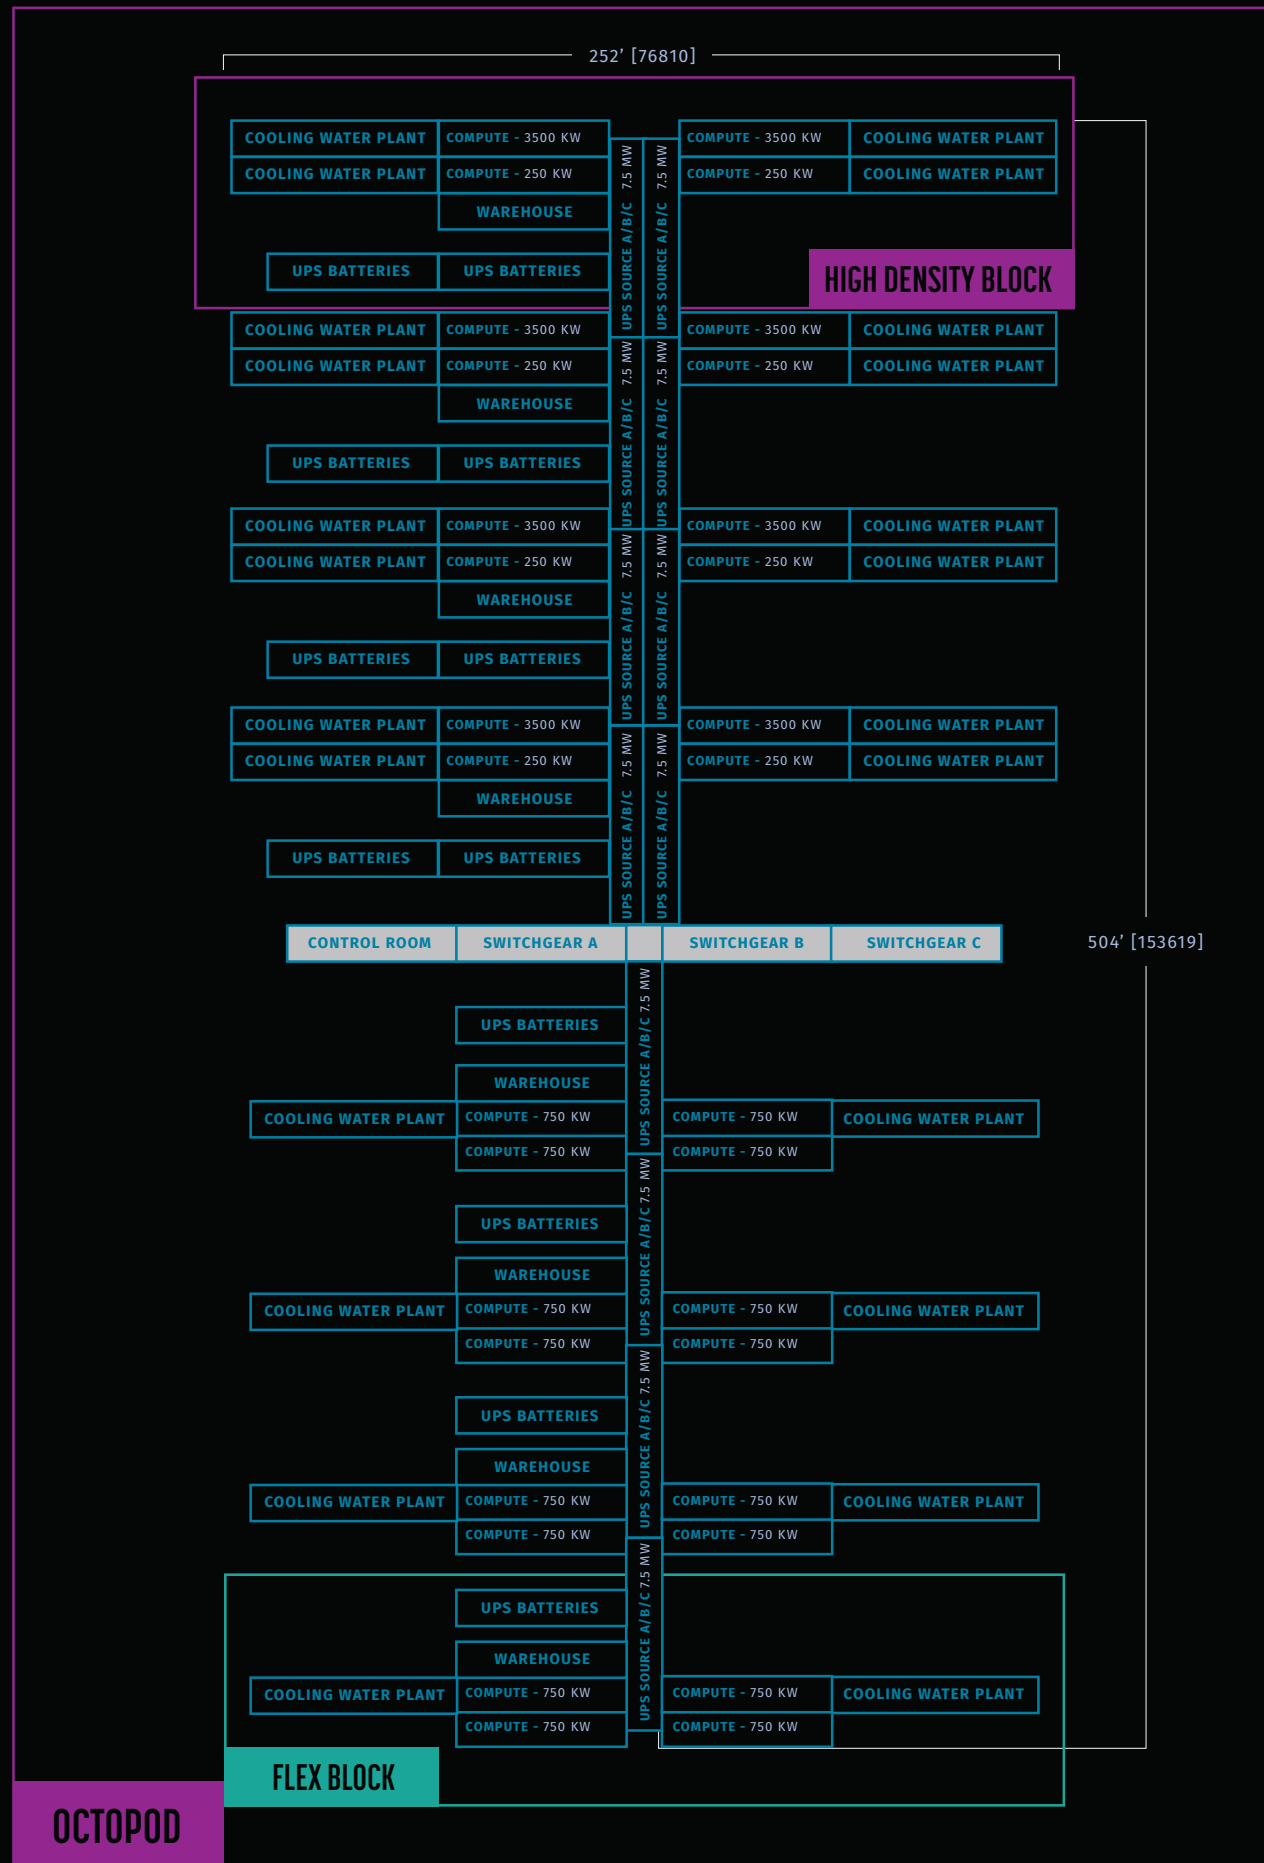 252’ [76810]
COOLING WATER PLANT COMPUTE - 3500 KW COMPUTE - 3500 KW COOLING WATER PLANT
COOLING WATER PLANT COMPUTE - 250 KW COMPUTE - 250 KW COOLING WATER PLANT
WAREHOUSE
UPS BATTERIES UPS BATTERIES
UPS SOURCE A/B/C 7.5 MW
UPS SOURCE A/B/C 7.5 MW
HIGH DENSITY BLOCK
COOLING WATER PLANT COMPUTE - 3500 KW COMPUTE - 3500 KW COOLING WATER PLANT
COOLING WATER PLANT COMPUTE - 250 KW COMPUTE - 250 KW COOLING WATER PLANT
WAREHOUSE
UPS BATTERIES UPS BATTERIES
UPS SOURCE A/B/C 7.5 MW
UPS SOURCE A/B/C 7.5 MW
COOLING WATER PLANT COMPUTE - 3500 KW COMPUTE - 3500 KW COOLING WATER PLANT
COOLING WATER PLANT COMPUTE - 250 KW COMPUTE - 250 KW COOLING WATER PLANT
WAREHOUSE
UPS BATTERIES UPS BATTERIES
UPS SOURCE A/B/C 7.5 MW
UPS SOURCE A/B/C 7.5 MW
COOLING WATER PLANT COMPUTE - 3500 KW COMPUTE - 3500 KW COOLING WATER PLANT
COOLING WATER PLANT COMPUTE - 250 KW COMPUTE - 250 KW COOLING WATER PLANT
WAREHOUSE
UPS BATTERIES UPS BATTERIES
UPS SOURCE A/B/C 7.5 MW
UPS SOURCE A/B/C 7.5 MW
CONTROL ROOM SWITCHGEAR A SWITCHGEAR B SWITCHGEAR C
504’ [153619]
UPS BATTERIES
WAREHOUSE
COOLING WATER PLANT COMPUTE - 750 KW COMPUTE - 750 KW COOLING WATER PLANT
COMPUTE - 750 KW COMPUTE - 750 KW
UPS SOURCE A/B/C 7.5 MW
UPS BATTERIES
WAREHOUSE
COOLING WATER PLANT COMPUTE - 750 KW COMPUTE - 750 KW COOLING WATER PLANT
COMPUTE - 750 KW COMPUTE - 750 KW
UPS SOURCE A/B/C 7.5 MW
UPS BATTERIES
WAREHOUSE
COOLING WATER PLANT COMPUTE - 750 KW COMPUTE - 750 KW COOLING WATER PLANT
COMPUTE - 750 KW COMPUTE - 750 KW
UPS SOURCE A/B/C 7.5 MW
UPS BATTERIES
WAREHOUSE
COOLING WATER PLANT COMPUTE - 750 KW COMPUTE - 750 KW COOLING WATER PLANT
COMPUTE - 750 KW COMPUTE - 750 KW
UPS SOURCE A/B/C 7.5 MW
FLEX BLOCK
OCTOPOD